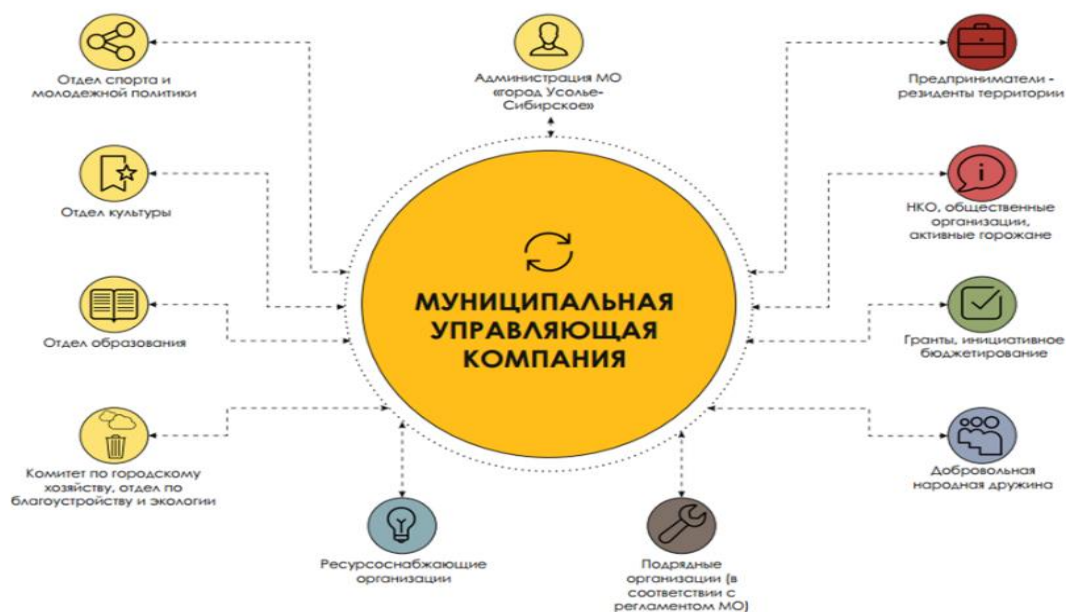 Отдел спорта и
молодежной политики
Администрация МО
«город Усолье-
Сибирское»
Предприниматели -
резиденты территории
Отдел культуры
НКО, общественные
организации,
активные горожане
МУНИЦИПАЛЬНАЯ
УПРАВЛЯЮЩАЯ
КОМПАНИЯ
Отдел образования
Гранты, инициативное
бюджетирование
Комитет по городскому
хозяйству, отдел по
благоустройству и экологии
Добровольная
народная дружина
Ресурсоснабжающие
организации
Подрядные
организации (в
соответствии с
регламентом МО)